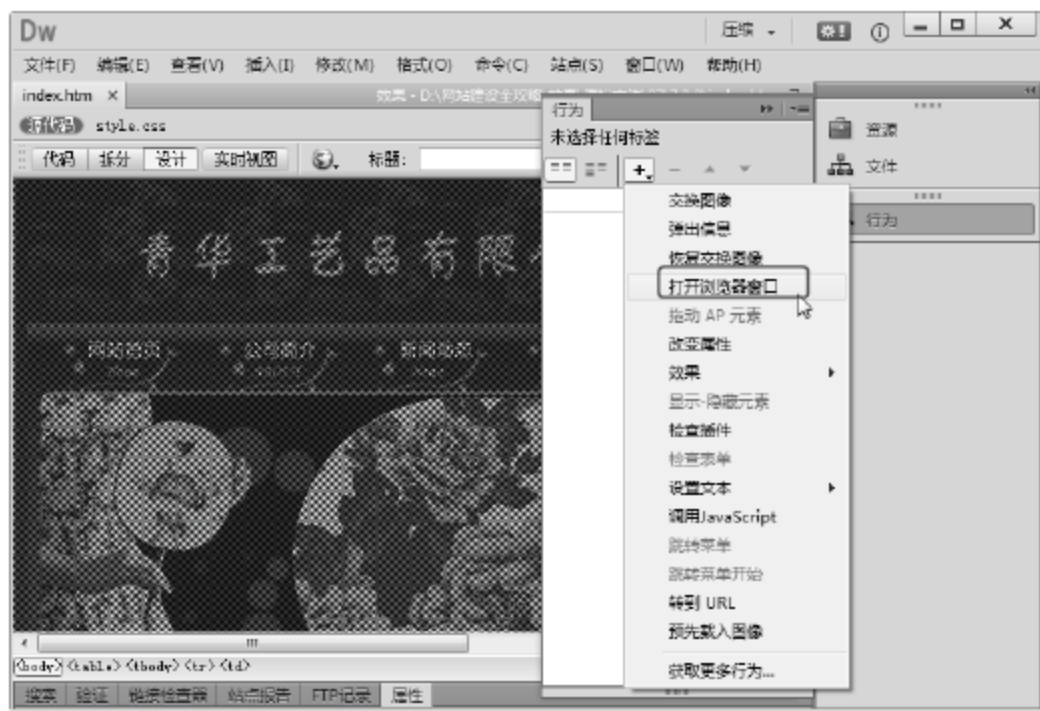 Dw
压缩
文件(F) 编辑(E) 查看(V) 插入(I) 修改(M) 格式(O) 命令(C) 站点(S) 窗口(W) 帮助(H)
index.htm ×
源代码 style.css
代码 拆分 设计 实时视图 标题:
行为
未选择任何标签
交换图像
弹出信息
恢复交换图像
打开浏览器窗口
拖动 AP 元素
改变属性
效果
显示-隐藏元素
检查插件
检查表单
设置文本
调用JavaScript
跳转菜单
跳转菜单开始
转到 URL
预先载入图像
获取更多行为...
资源
文件
行为
青华工艺品有限
网站首页 公司简介 新闻动态
<body> <table> <tbody> <tr> <td>
搜索 验证 链接检查器 站点报告 FTP记录 属性